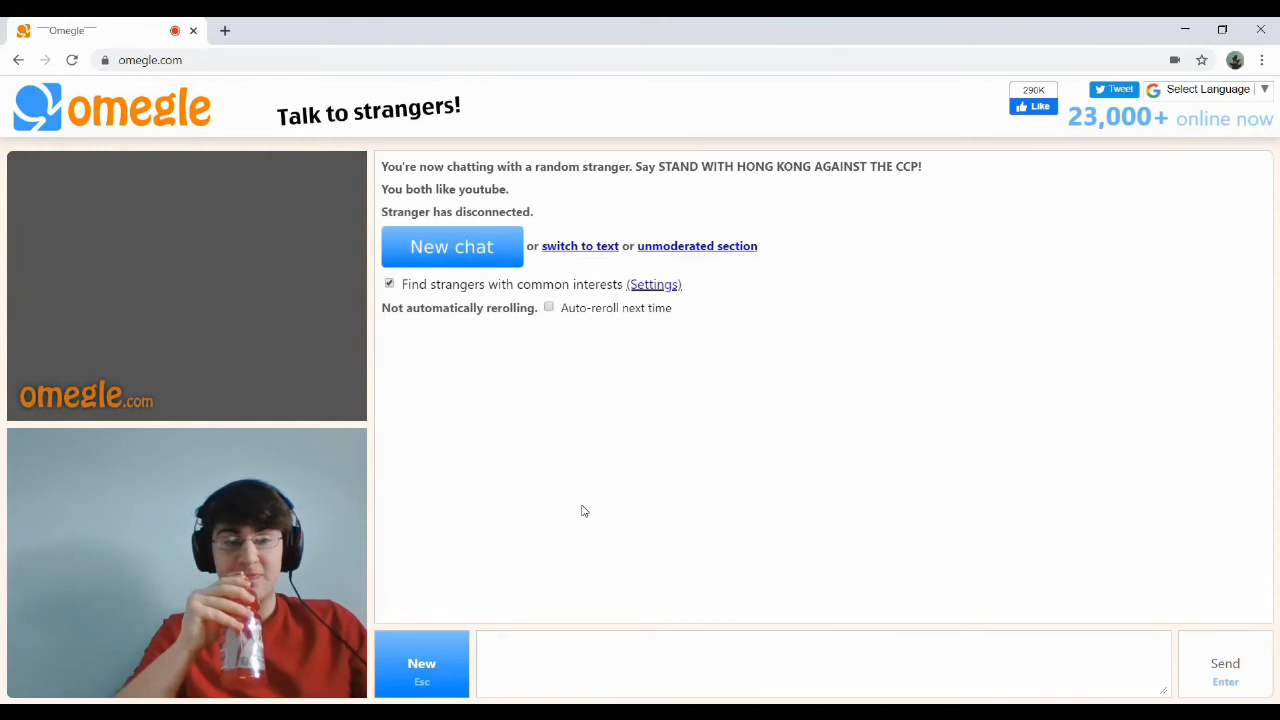 Omegle
omegle.com
omegle
Talk to strangers!
290K
Like
Tweet
Select Language
23,000+ online now
You're now chatting with a random stranger. Say STAND WITH HONG KONG AGAINST THE CCP!
You both like youtube.
Stranger has disconnected.
New chat or switch to text or unmoderated section
Find strangers with common interests (Settings)
Not automatically rerolling. Auto-reroll next time
omegle.com
New
Esc
Send
Enter